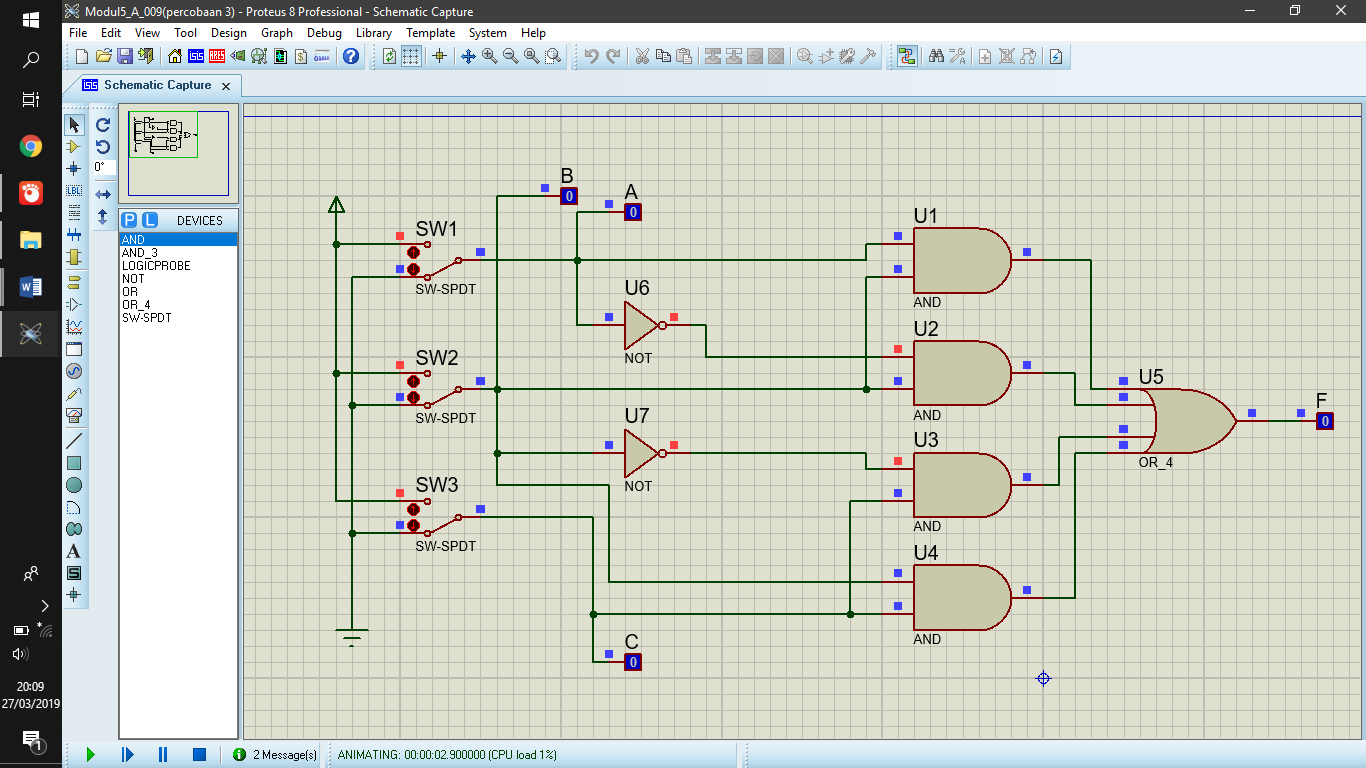 Modul5_A_009(percobaan 3) - Proteus 8 Professional - Schematic Capture
File Edit View Tool Design Graph Debug Library Template System Help
Schematic Capture
0°
LBL
P L DEVICES
AND
AND_3
LOGICPROBE
NOT
OR
OR_4
SW-SPDT
A
S
B
0
A
0
SW1
SW-SPDT
U1
AND
U6
NOT
U2
AND
SW2
SW-SPDT
U5
OR_4
F
0
U7
NOT
U3
AND
SW3
SW-SPDT
U4
AND
C
0
20:09
27/03/2019
1
2 Message(s)
ANIMATING: 00:00:02.900000 (CPU load 1%)